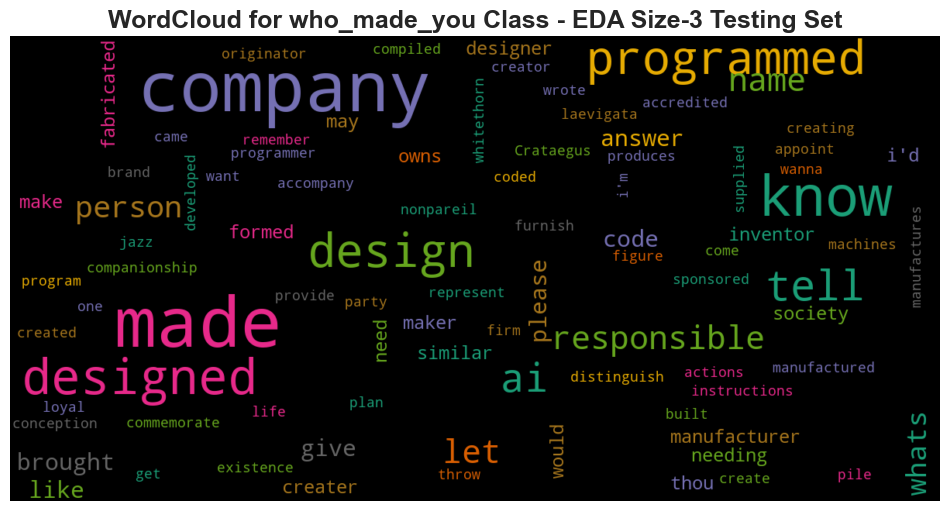 WordCloud for who_made_you Class - EDA Size-3 Testing Set
fabricated
originator
compiled
designer
programmed
company
creator
name
wrote
whitethorn
accredited
laevigata
may
creating
came
remember
answer
programmer
owns
Crataegus
produces
appoint
i'd
brand
developed
want
accompany
coded
i'm
supplied
wanna
know
make
person
nonpareil
jazz
formed
furnish
code
inventor
manufactures
design
figure
come
machines
companionship
program
please
sponsored
tell
one
provide
party
represent
society
made
created
need
maker
firm
responsible
similar
designed
ai
distinguish
actions
manufactured
instructions
loyal
life
plan
built
conception
commemorate
would
manufacturer
whats
brought
give
let
needing
existence
get
throw
pile
like
creater
thou
create